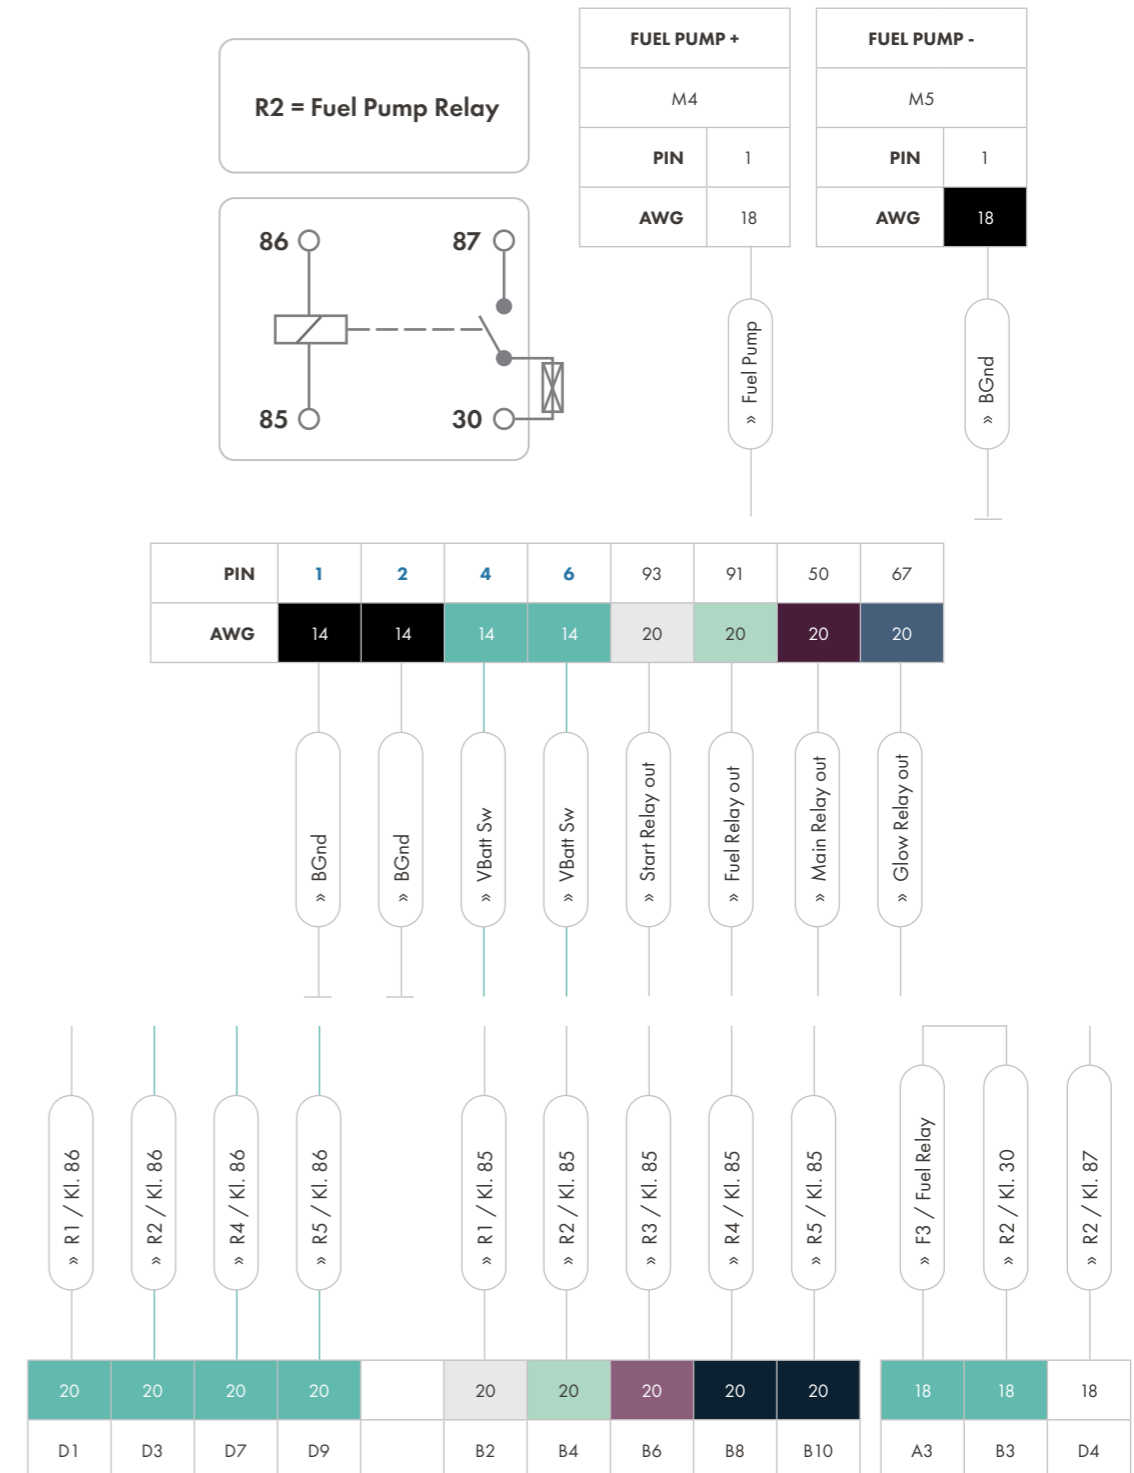 FUEL PUMP +
M4
PIN 1
AWG 18
FUEL PUMP -
M5
PIN 1
AWG 18
R2 = Fuel Pump Relay
86
87
85
30
» Fuel Pump
» BGnd
PIN 1 2 4 6 93 91 50 67
AWG 14 14 14 14 20 20 20 20
» BGnd
» BGnd
» VBatt Sw
» VBatt Sw
» Start Relay out
» Fuel Relay out
» Main Relay out
» Glow Relay out
» R1 / Kl. 86
» R2 / Kl. 86
» R4 / Kl. 86
» R5 / Kl. 86
» R1 / Kl. 85
» R2 / Kl. 85
» R3 / Kl. 85
» R4 / Kl. 85
» R5 / Kl. 85
» F3 / Fuel Relay
» R2 / Kl. 30
» R2 / Kl. 87
20 20 20 20 20 20 20 20 20 18 18 18
D1 D3 D7 D9 B2 B4 B6 B8 B10 A3 B3 D4